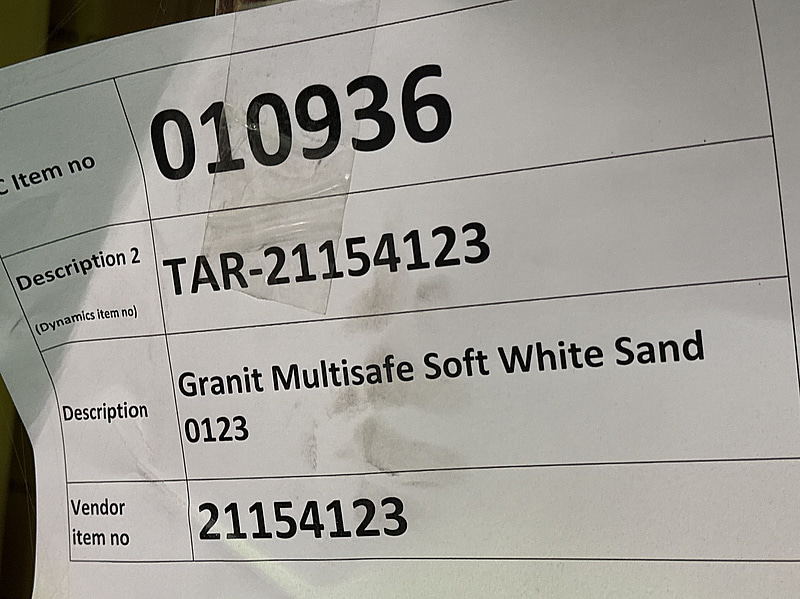 C Item no 010936
Description 2 TAR-21154123
(Dynamics item no)
Description Granit Multisafe Soft White Sand
0123
Vendor
item no 21154123